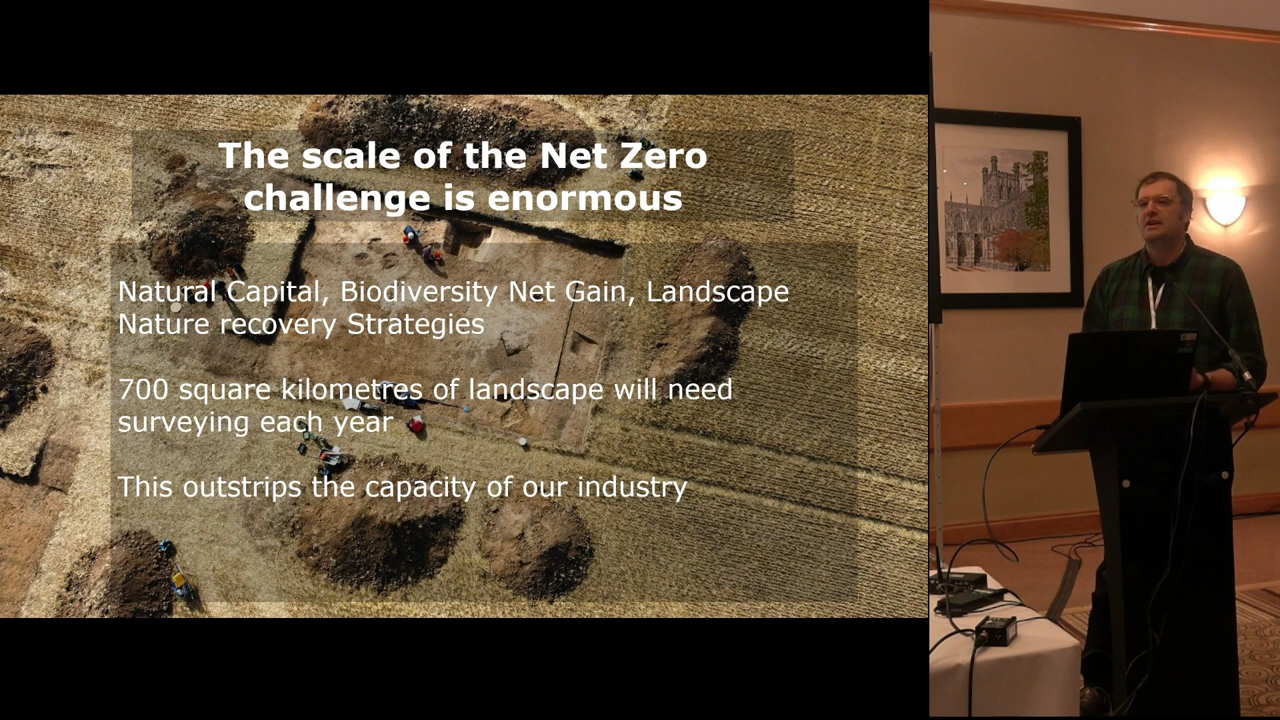 The scale of the Net Zero
challenge is enormous
Natural Capital, Biodiversity Net Gain, Landscape
Nature recovery Strategies
700 square kilometres of landscape will need
surveying each year
This outstrips the capacity of our industry